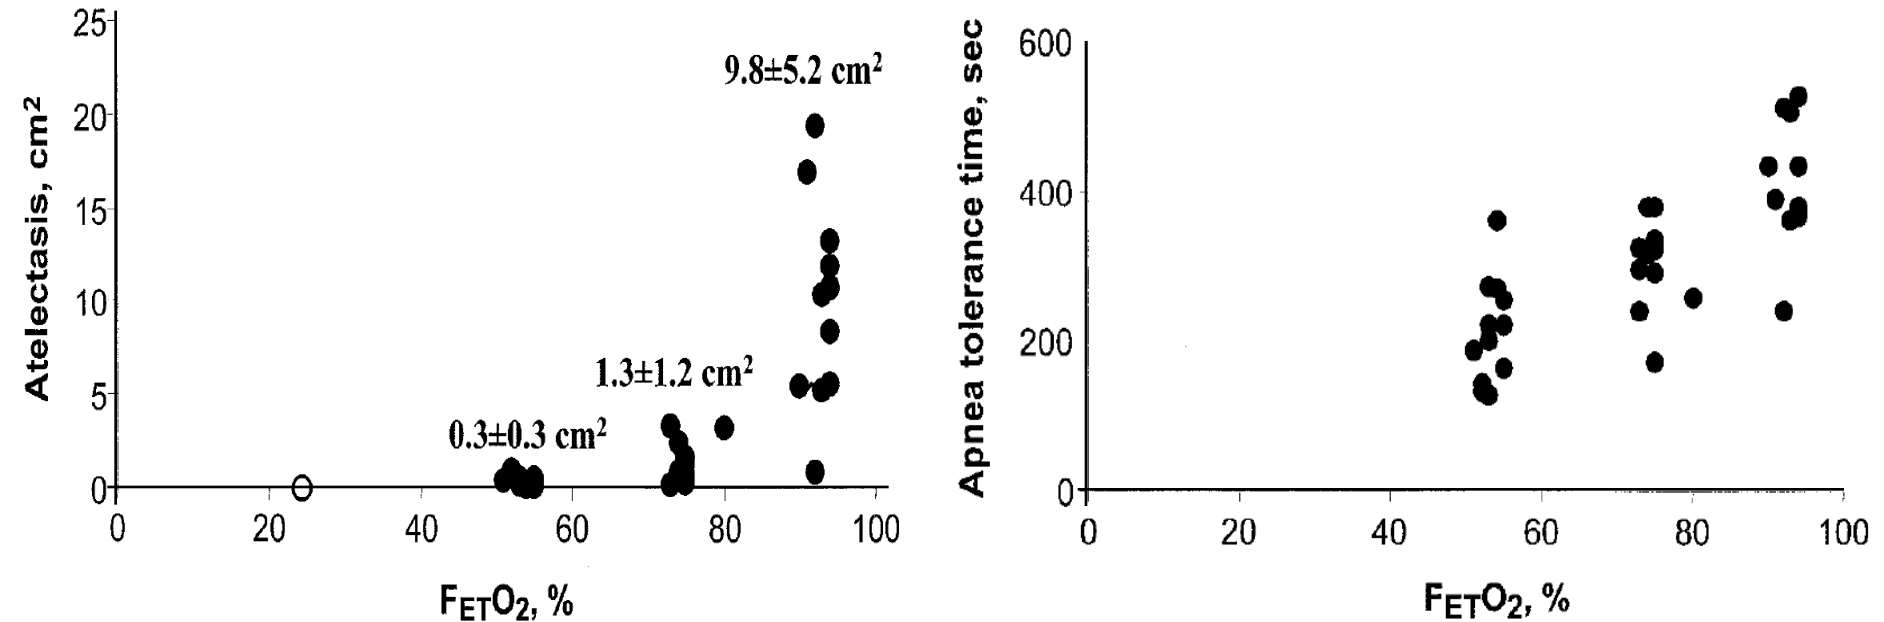 Atelectasis, cm²
25
20
15
10
5
0
9.8±5.2 cm²
1.3±1.2 cm²
0.3±0.3 cm²
0 20 40 60 80 100
FETO2, %
Apnea tolerance time, sec
600
400
200
0
0 20 40 60 80 100
FETO2, %